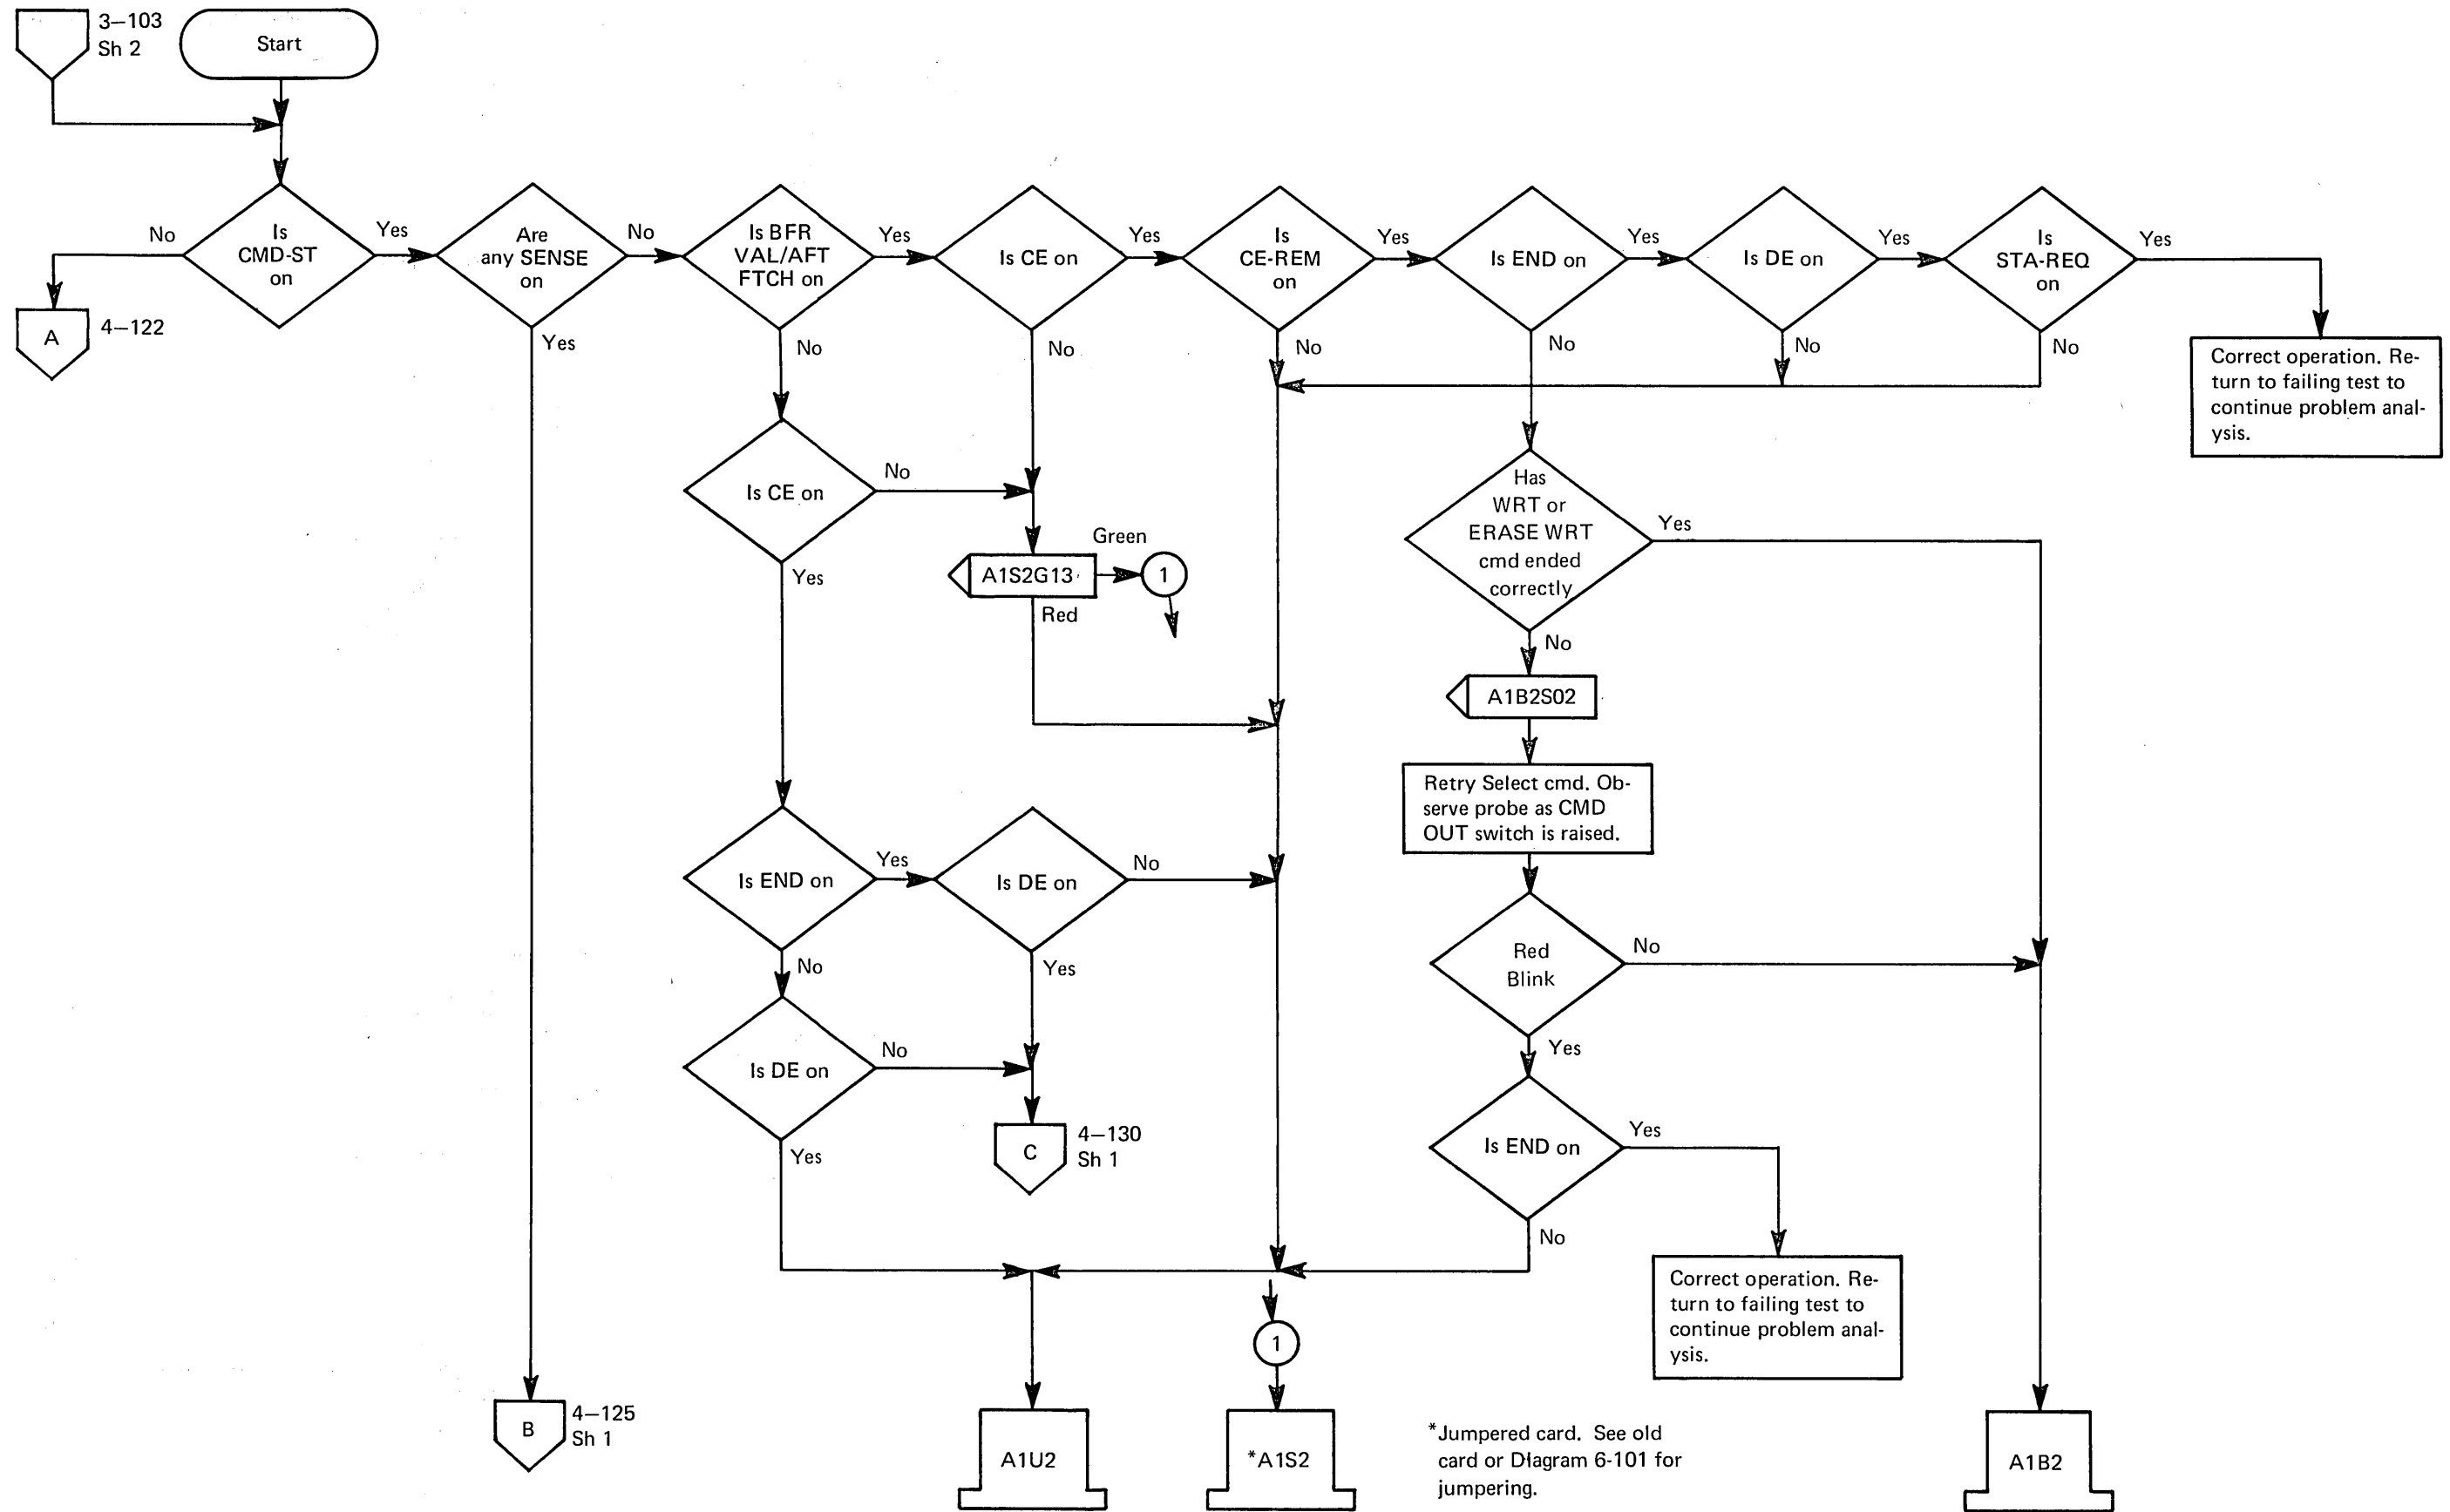 3–103
Sh 2
Start
Is
CMD-ST
on
No
Yes
A
4–122
Are
any SENSE
on
No
Yes
Is BFR
VAL/AFT
FTCH on
Yes
No
Is CE on
Yes
No
Is
CE-REM
on
Yes
No
Is END on
Yes
No
Is DE on
Yes
No
Is
STA-REQ
on
Yes
No
Correct operation. Re-
turn to failing test to
continue problem anal-
ysis.
Is CE on
No
Yes
A1S2G13
Green
1
Red
Has
WRT or
ERASE WRT
cmd ended
correctly
Yes
No
A1B2S02
Retry Select cmd. Ob-
serve probe as CMD
OUT switch is raised.
Is END on
Yes
No
Is DE on
No
Yes
Red
Blink
No
Yes
Is DE on
No
Yes
C
4–130
Sh 1
Is END on
Yes
No
Correct operation. Re-
turn to failing test to
continue problem anal-
ysis.
1
B
4–125
Sh 1
A1U2
*A1S2
*Jumpered card. See old
card or Diagram 6-101 for
jumpering.
A1B2